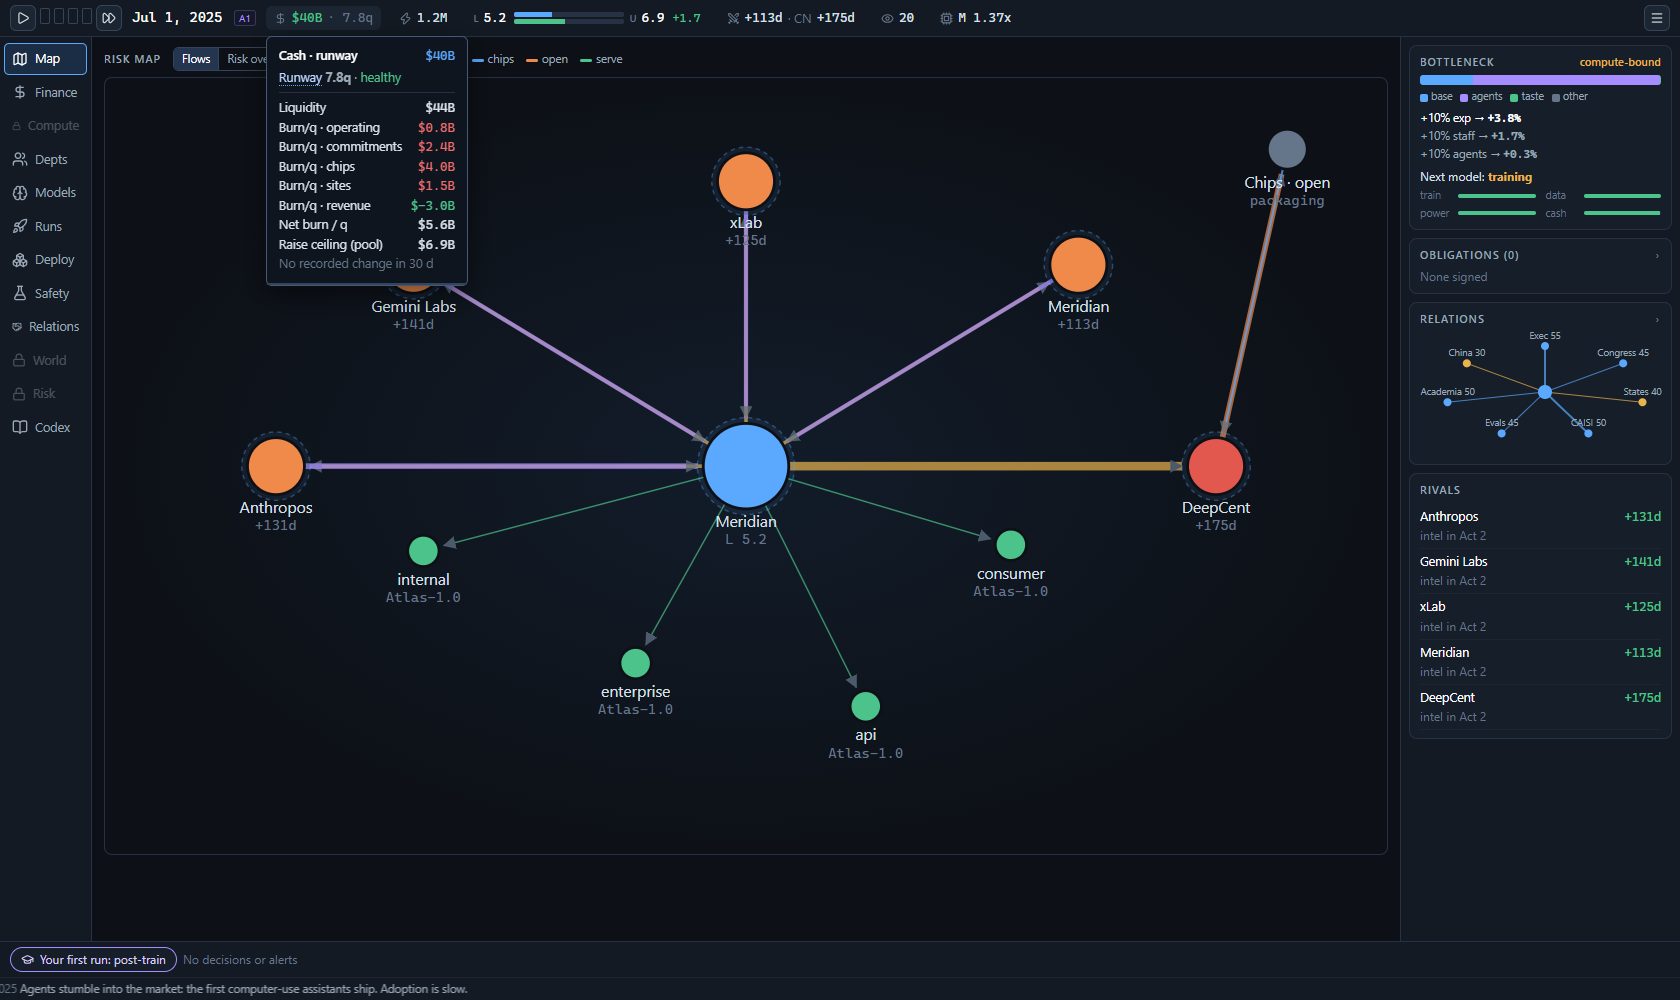 Jul 1, 2025 A1 $40B · 7.8q 1.2M L 5.2 U 6.9 +1.7 +113d · CN +175d 20 M 1.37x
Map
Finance
Compute
Depts
Models
Runs
Deploy
Safety
Relations
World
Risk
Codex
RISK MAP Flows Risk ove chips open serve
Cash · runway $40B
Runway 7.8q · healthy
Liquidity $44B
Burn/q · operating $0.8B
Burn/q · commitments $2.4B
Burn/q · chips $4.0B
Burn/q · sites $1.5B
Burn/q · revenue $−3.0B
Net burn / q $5.6B
Raise ceiling (pool) $6.9B
No recorded change in 30 d
xLab
+125d
Chips · open
packaging
Gemini Labs
+141d
Meridian
+113d
Anthropos
+131d
Meridian
L 5.2
DeepCent
+175d
internal
Atlas-1.0
consumer
Atlas-1.0
enterprise
Atlas-1.0
api
Atlas-1.0
BOTTLENECK compute-bound
base agents taste other
+10% exp → +3.8%
+10% staff → +1.7%
+10% agents → +0.3%
Next model: training
train data
power cash
OBLIGATIONS (0) ›
None signed
RELATIONS ›
Exec 55
China 30 Congress 45
Academia 50 States 40
Evals 45 CAISI 50
RIVALS
Anthropos +131d
intel in Act 2
Gemini Labs +141d
intel in Act 2
xLab +125d
intel in Act 2
Meridian +113d
intel in Act 2
DeepCent +175d
intel in Act 2
Your first run: post-train No decisions or alerts
025 Agents stumble into the market: the first computer-use assistants ship. Adoption is slow.